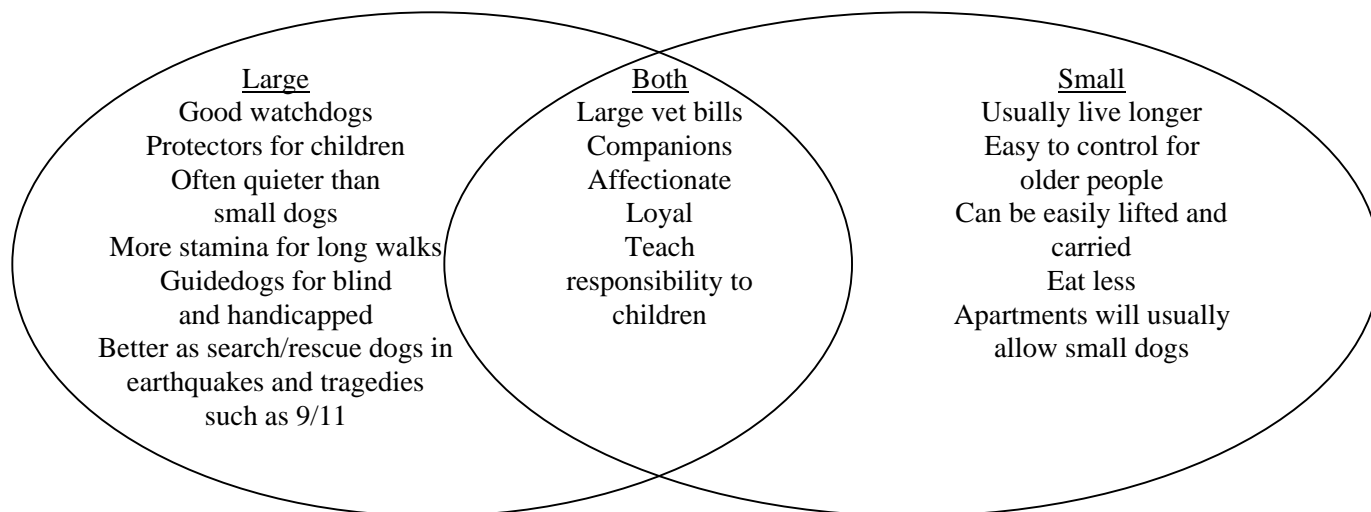 Large
Good watchdogs
Protectors for children
Often quieter than
small dogs
More stamina for long walks
Guidedogs for blind
and handicapped
Better as search/rescue dogs in
earthquakes and tragedies
such as 9/11
Both
Large vet bills
Companions
Affectionate
Loyal
Teach
responsibility to
children
Small
Usually live longer
Easy to control for
older people
Can be easily lifted and
carried
Eat less
Apartments will usually
allow small dogs